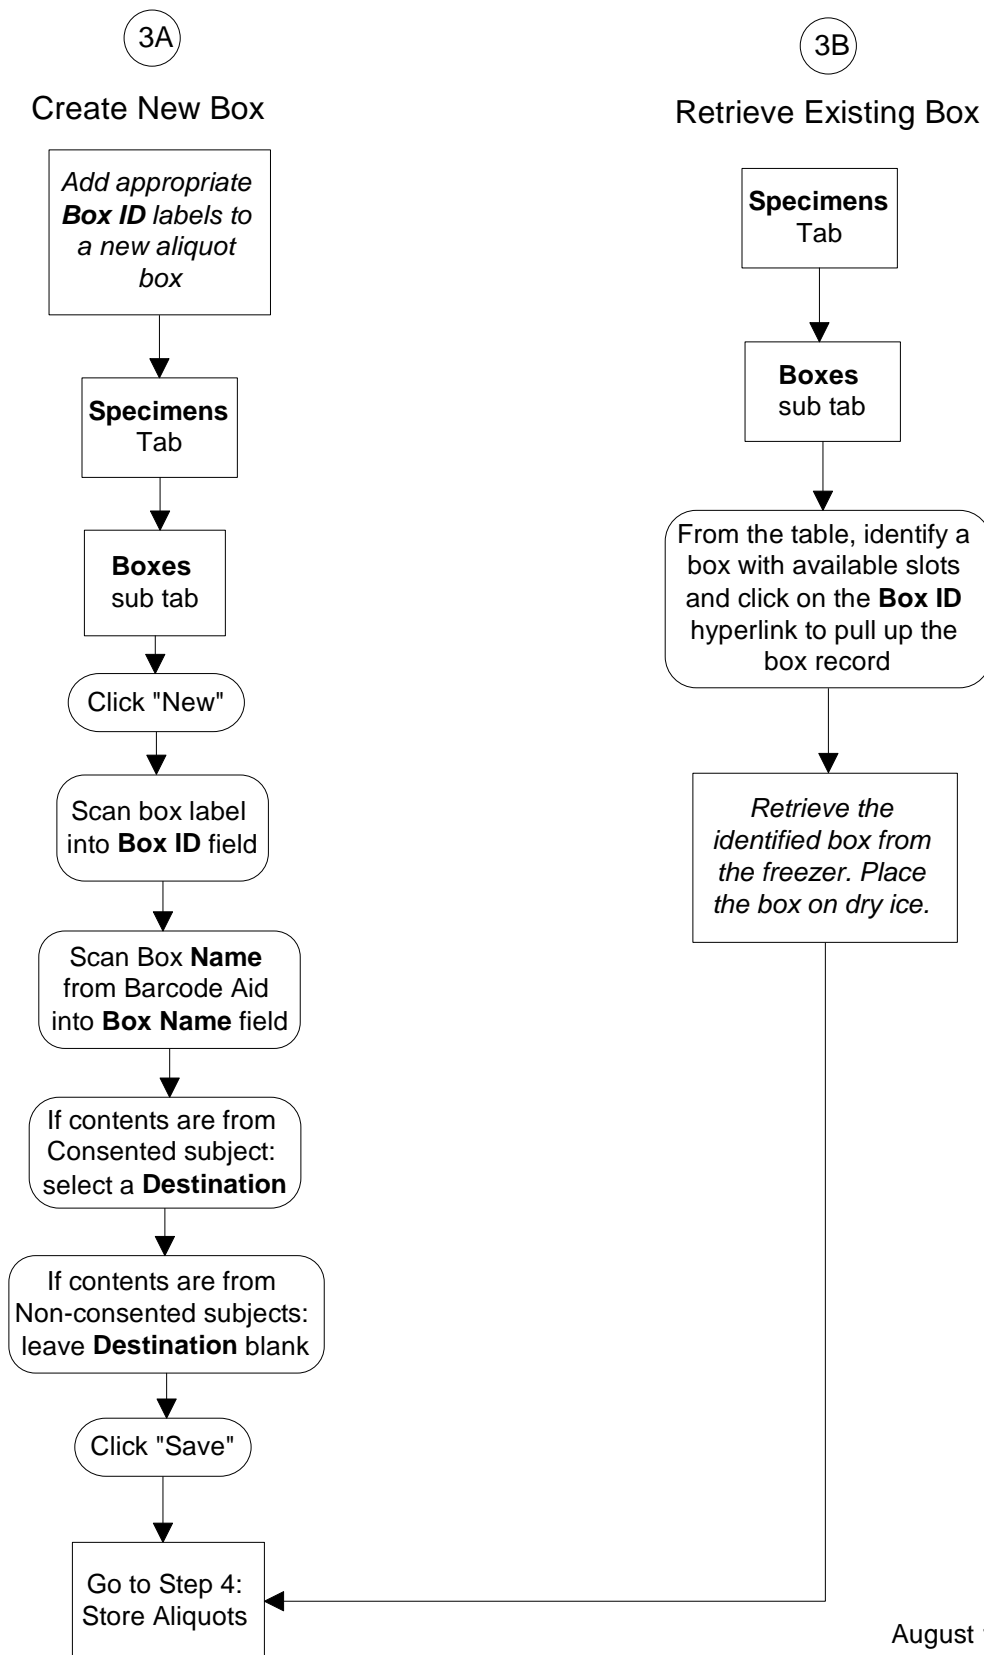 3A
Create New Box
Add appropriate
Box ID labels to
a new aliquot
box
Specimens
Tab
Boxes
sub tab
Click "New"
Scan box label
into Box ID field
Scan Box Name
from Barcode Aid
into Box Name field
If contents are from
Consented subject:
select a Destination
If contents are from
Non-consented subjects:
leave Destination blank
Click "Save"
Go to Step 4:
Store Aliquots
3B
Retrieve Existing Box
Specimens
Tab
Boxes
sub tab
From the table, identify a
box with available slots
and click on the Box ID
hyperlink to pull up the
box record
Retrieve the
identified box from
the freezer. Place
the box on dry ice.
August